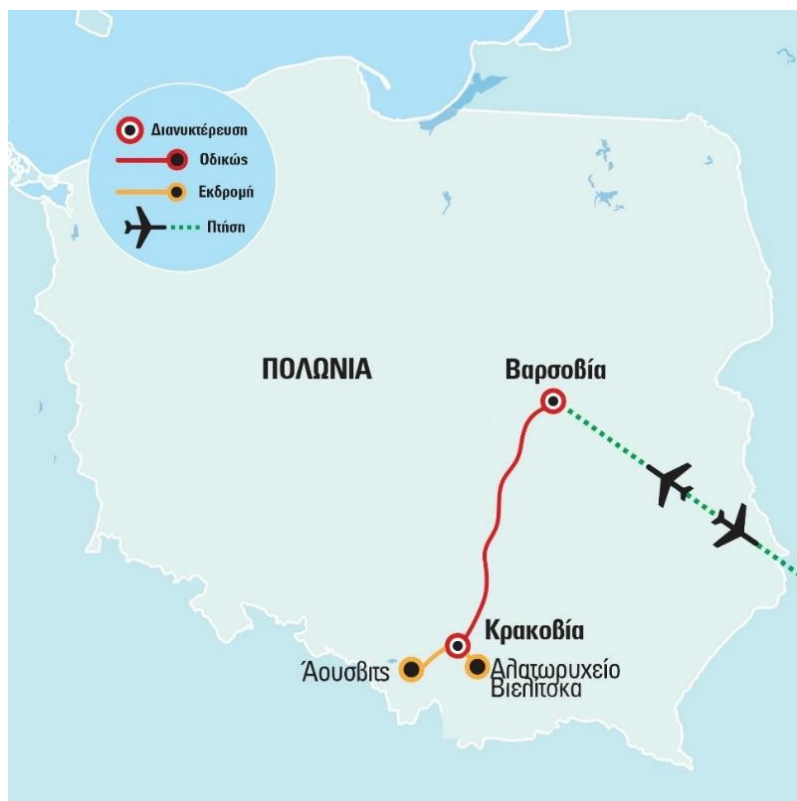 Διανυκτέρευση
Οδικώς
Εκδρομή
Πτήση
ΠΟΛΩΝΙΑ
Βαρσοβία
Κρακοβία
Άουσβιτς
Αλατωρυχείο
Βιελίτσκα